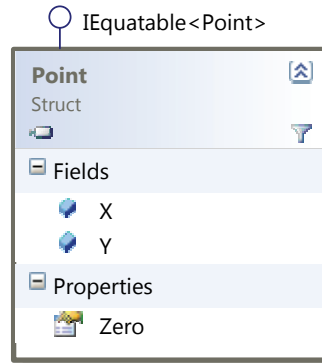 IEquatable<Point>
Point
Struct
Fields
X
Y
Properties
Zero